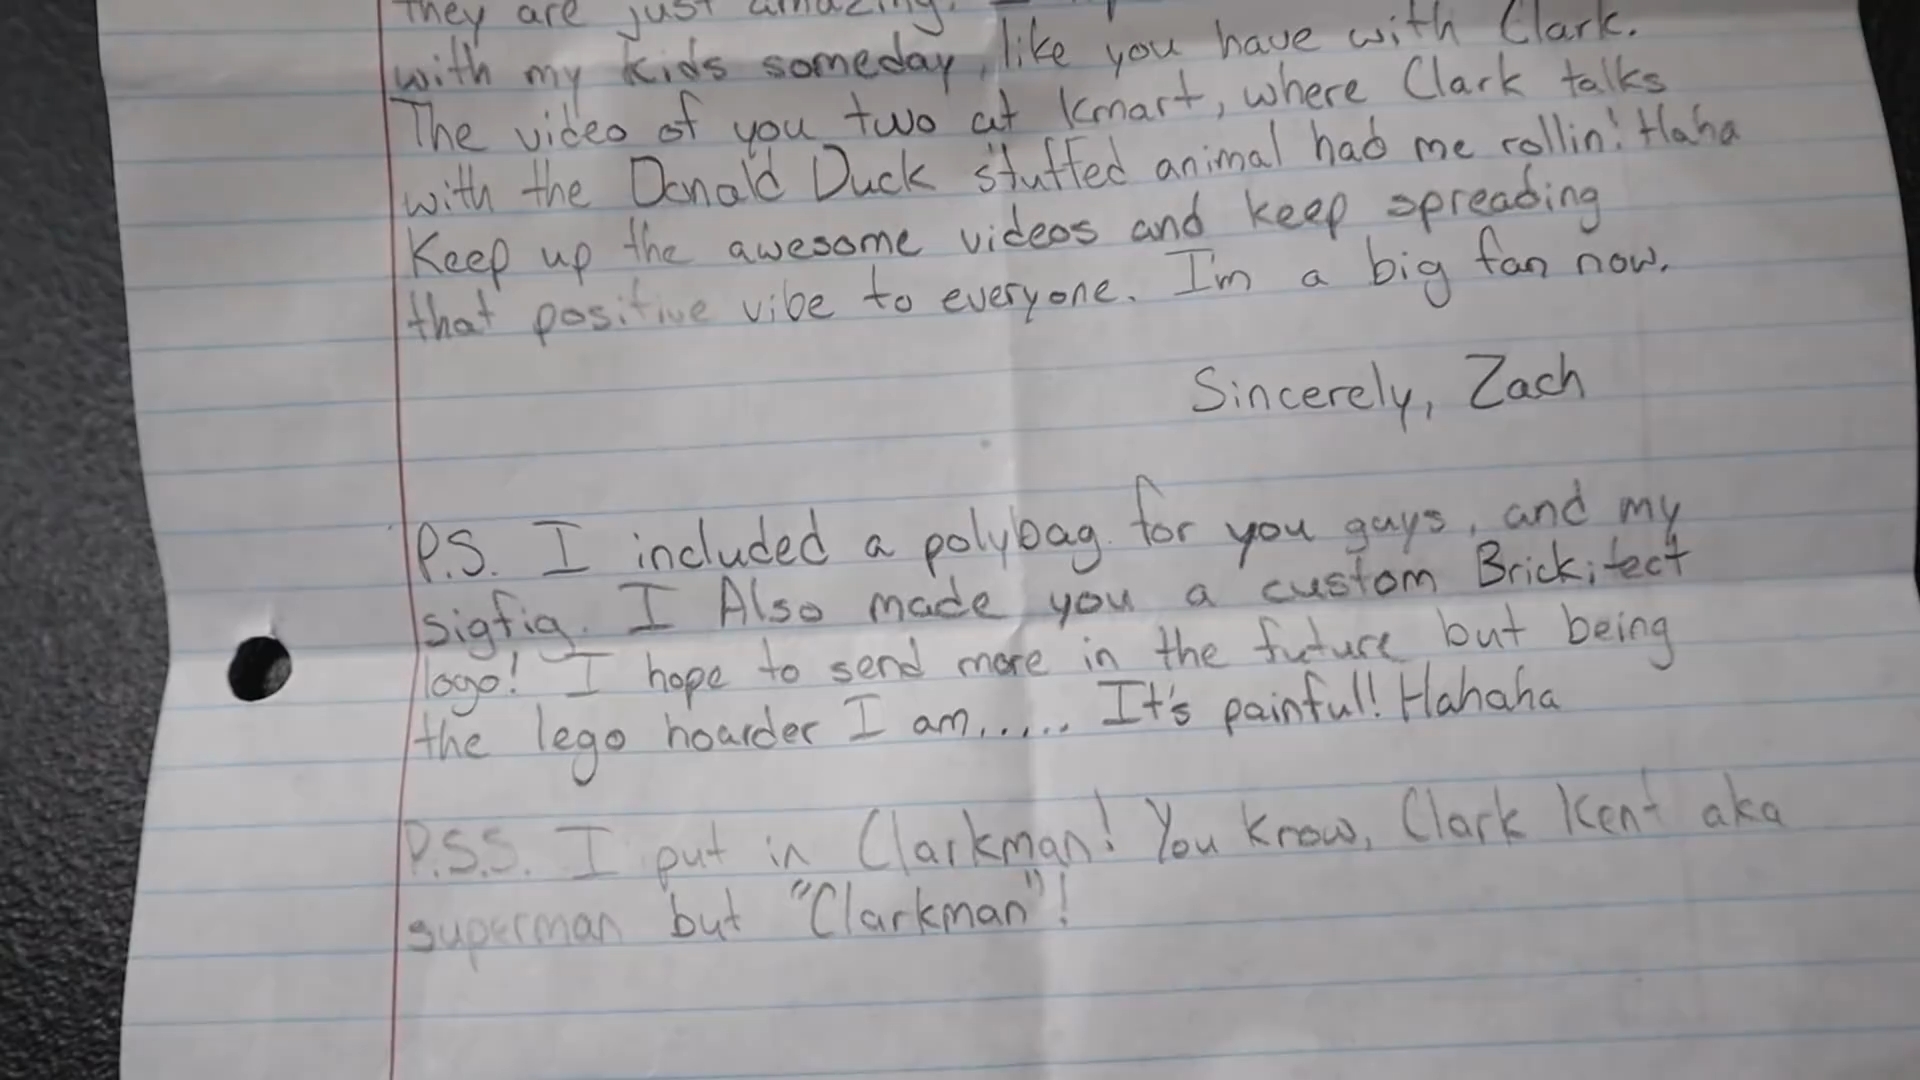 They are just amazing.
with my kids someday, like you have with Clark.
The video of you two at Kmart, where Clark talks
with the Donald Duck stuffed animal had me rollin! Haha
Keep up the awesome videos and keep spreading
that positive vibe to everyone. I'm a big fan now.
Sincerely, Zach
P.S. I included a polybag for you guys, and my
sigfig. I Also made you a custom Brickitect
logo! I hope to send more in the future but being
the lego hoarder I am..... It's painful! Hahaha
P.S.S. I put in Clarkman! You know, Clark Kent aka
superman but "Clarkman"!